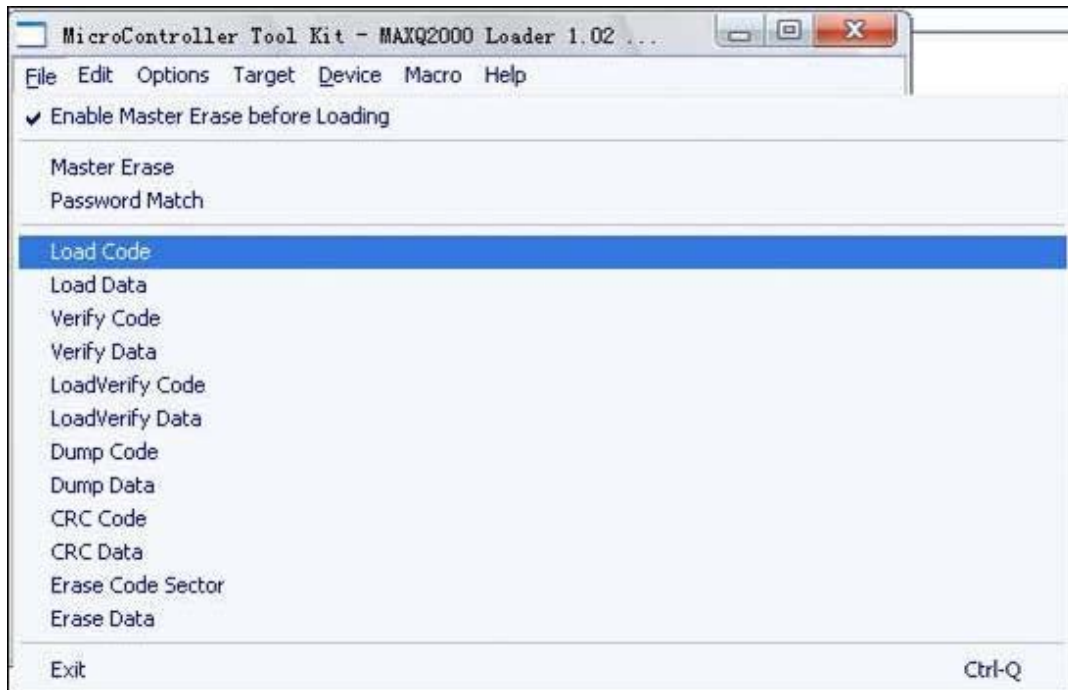 MicroController Tool Kit - MAXQ2000 Loader 1.02 ...
File Edit Options Target Device Macro Help
Enable Master Erase before Loading
Master Erase
Password Match
Load Code
Load Data
Verify Code
Verify Data
LoadVerify Code
LoadVerify Data
Dump Code
Dump Data
CRC Code
CRC Data
Erase Code Sector
Erase Data
Exit Ctrl-Q